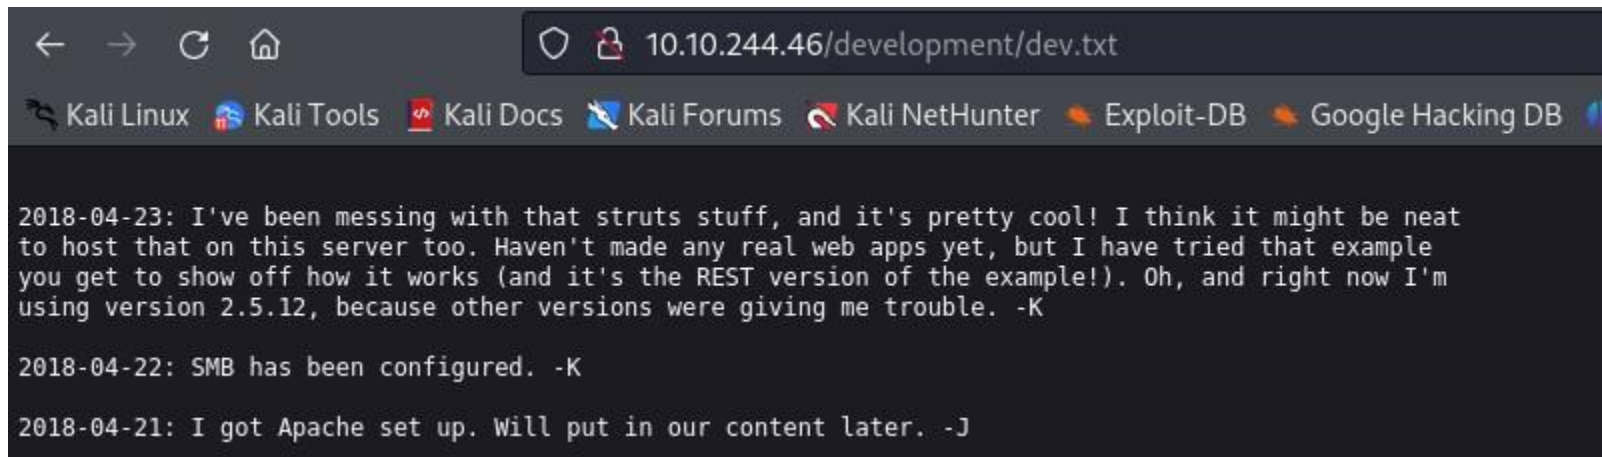 10.10.244.46/development/dev.txt
Kali Linux Kali Tools Kali Docs Kali Forums Kali NetHunter Exploit-DB Google Hacking DB
2018-04-23: I've been messing with that struts stuff, and it's pretty cool! I think it might be neat
to host that on this server too. Haven't made any real web apps yet, but I have tried that example
you get to show off how it works (and it's the REST version of the example!). Oh, and right now I'm
using version 2.5.12, because other versions were giving me trouble. -K
2018-04-22: SMB has been configured. -K
2018-04-21: I got Apache set up. Will put in our content later. -J